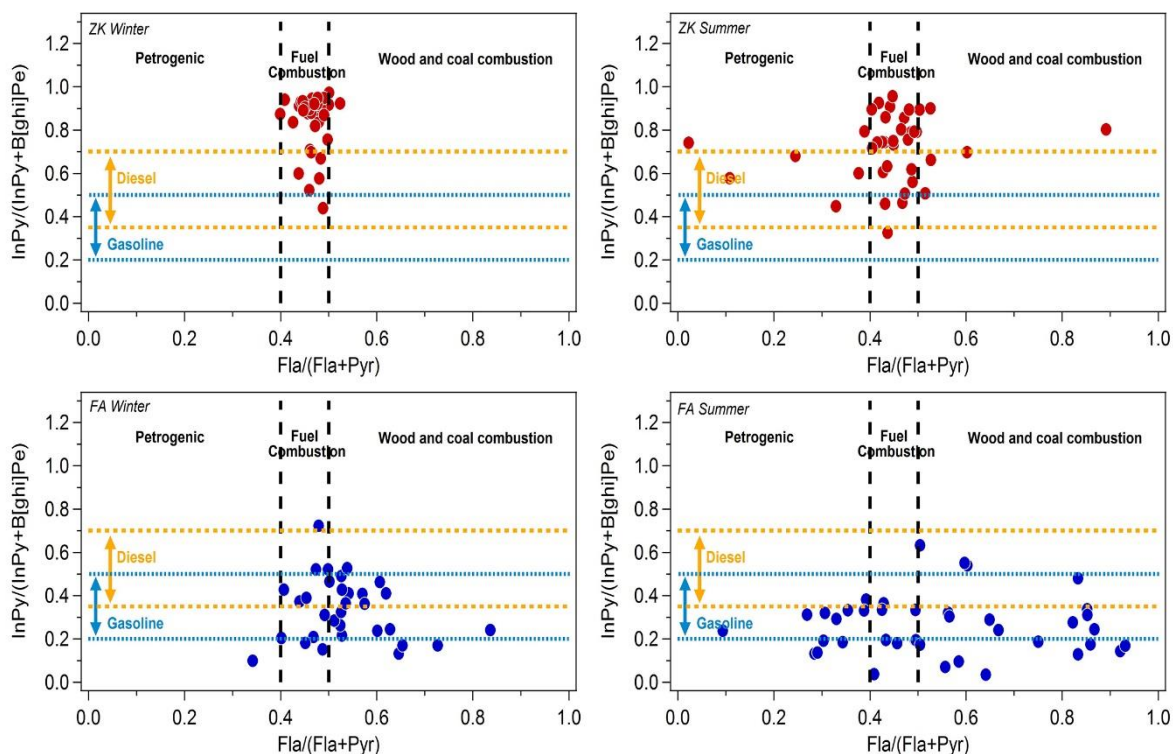 ZK Winter
Petrogenic
Fuel
Combustion
Wood and coal combustion
Diesel
Gasoline
InPy/(InPy+B[ghi]Pe)
1.2
1.0
0.8
0.6
0.4
0.2
0.0
0.0
0.2
0.4
0.6
0.8
1.0
Fla/(Fla+Pyr)
ZK Summer
Petrogenic
Fuel
Combustion
Wood and coal combustion
Diesel
Gasoline
InPy/(InPy+B[ghi]Pe)
1.2
1.0
0.8
0.6
0.4
0.2
0.0
0.0
0.2
0.4
0.6
0.8
1.0
Fla/(Fla+Pyr)
FA Winter
Petrogenic
Fuel
Combustion
Wood and coal combustion
Diesel
Gasoline
InPy/(InPy+B[ghi]Pe)
1.2
1.0
0.8
0.6
0.4
0.2
0.0
0.0
0.2
0.4
0.6
0.8
1.0
Fla/(Fla+Pyr)
FA Summer
Petrogenic
Fuel
Combustion
Wood and coal combustion
Diesel
Gasoline
InPy/(InPy+B[ghi]Pe)
1.2
1.0
0.8
0.6
0.4
0.2
0.0
0.0
0.2
0.4
0.6
0.8
1.0
Fla/(Fla+Pyr)